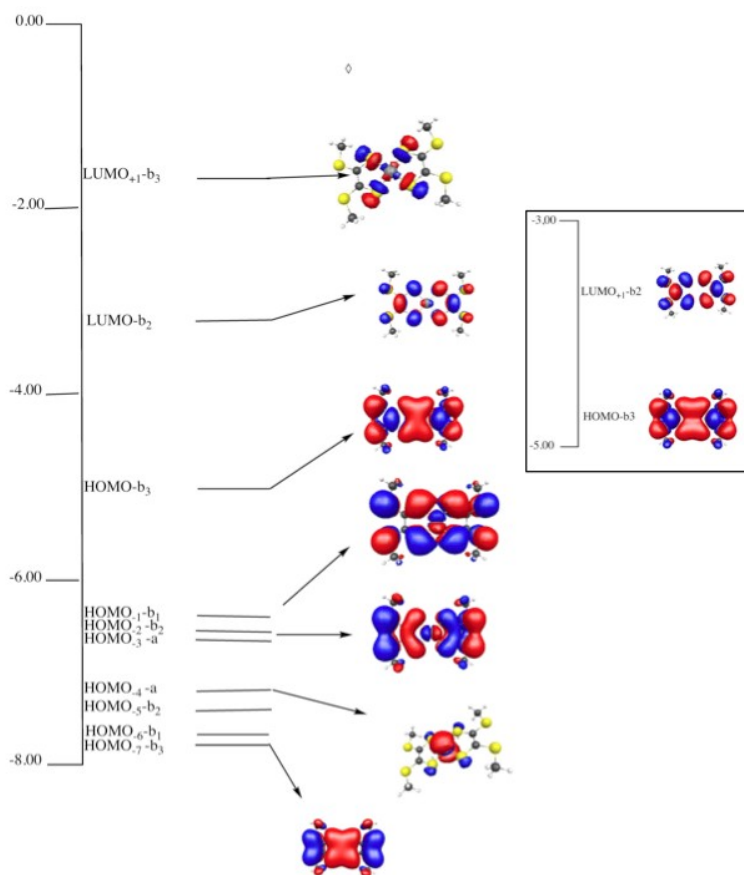 0.00
LUMO+1-b3
-2.00
LUMO-b2
-4.00
HOMO-b3
-6.00
HOMO-1-b1
HOMO-2 -b2
HOMO-3 -a
HOMO-4 -a
HOMO-5-b2
HOMO-6-b1
HOMO-7-b3
-8.00
-3.00
LUMO+1-b2
HOMO-b3
-5.00